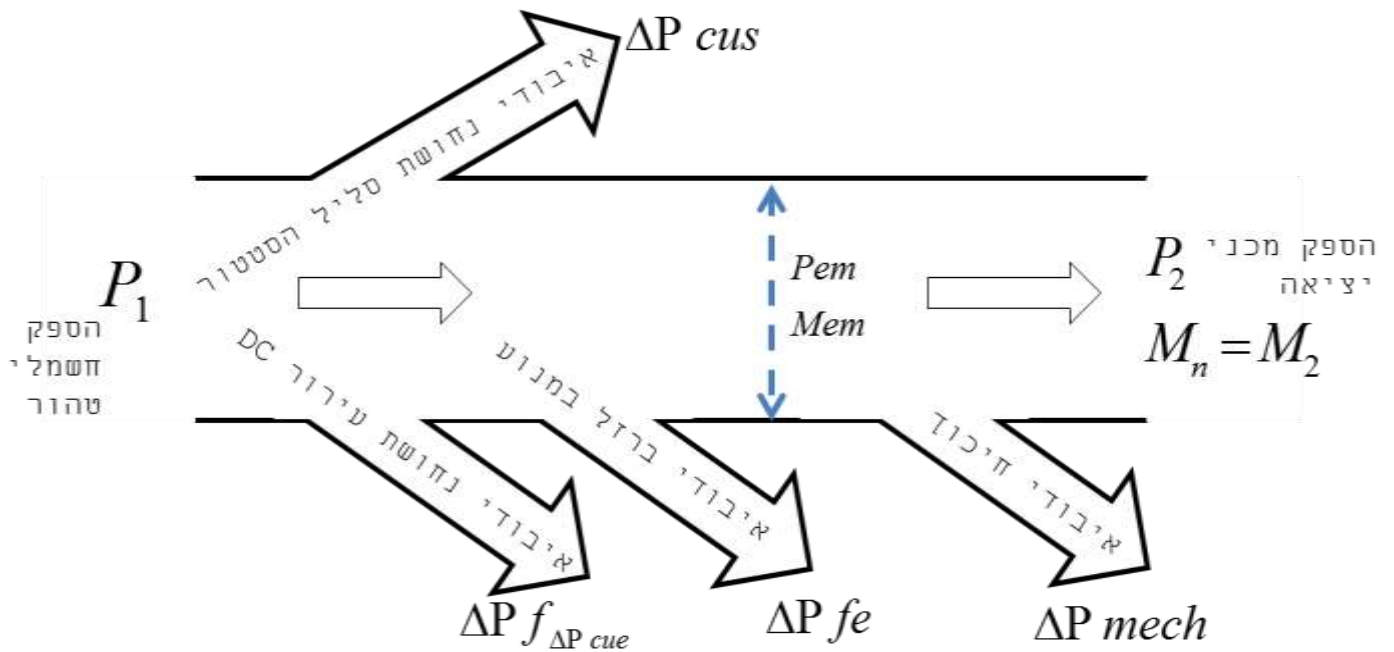 ΔP cus
איבודי נחושת סליל הסטטור
P₁
הספק
חשמלי
טהור
Pem
Mem
P₂ הספק מכני
יציאה
Mₙ = M₂
איבודי נחושת עירור DC
איבודי ברזל במנוע
איבודי חיכוך
ΔP f ΔP cue
ΔP fe
ΔP mech